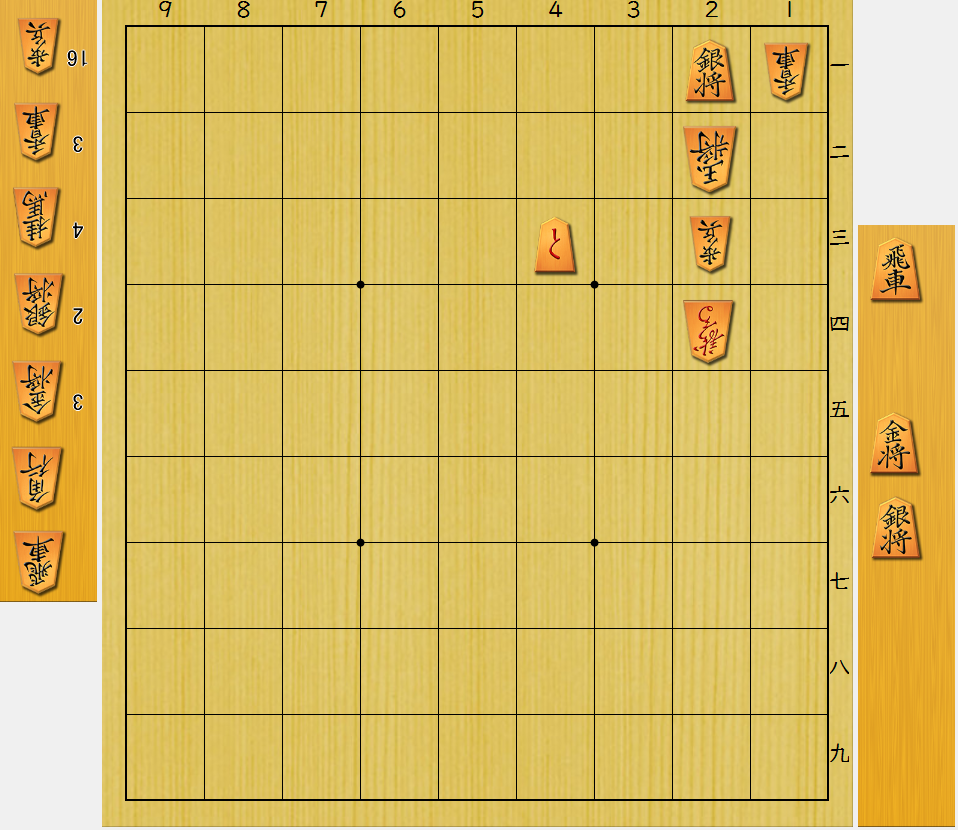 9 8 7 6 5 4 3 2 1
銀将 香車 一
王将 二
と 歩兵 三
龍馬 四
五
六
七
八
九
歩兵 16
香車 3
桂馬 4
銀将 2
金将 3
角行
飛車
飛車
金将
銀将